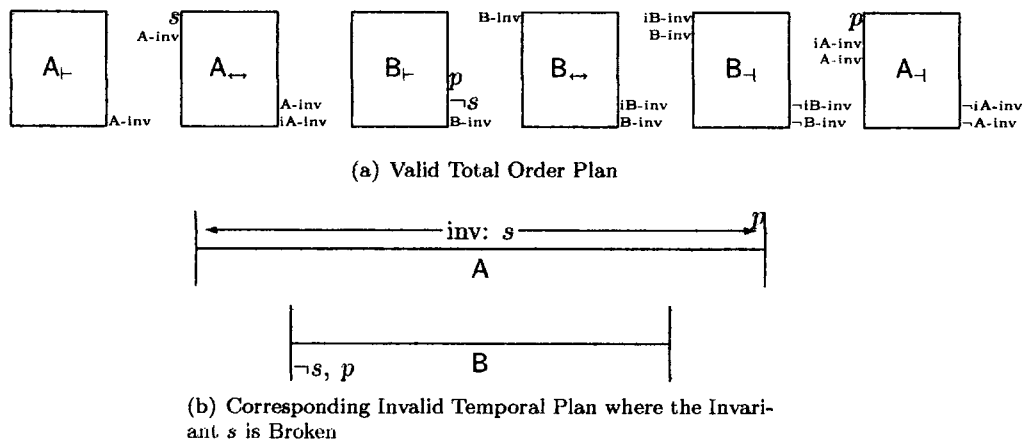 s
A-inv
A⊢
A-inv
A↔
A-inv
iA-inv
B⊢
p
¬s
B-inv
B-inv
B↔
iB-inv
B-inv
iB-inv
B-inv
B⊣
¬iB-inv
¬B-inv
p
iA-inv
A-inv
A⊣
¬iA-inv
¬A-inv
(a) Valid Total Order Plan
inv: s
p
A
B
¬s, p
(b) Corresponding Invalid Temporal Plan where the Invari-
ant s is Broken